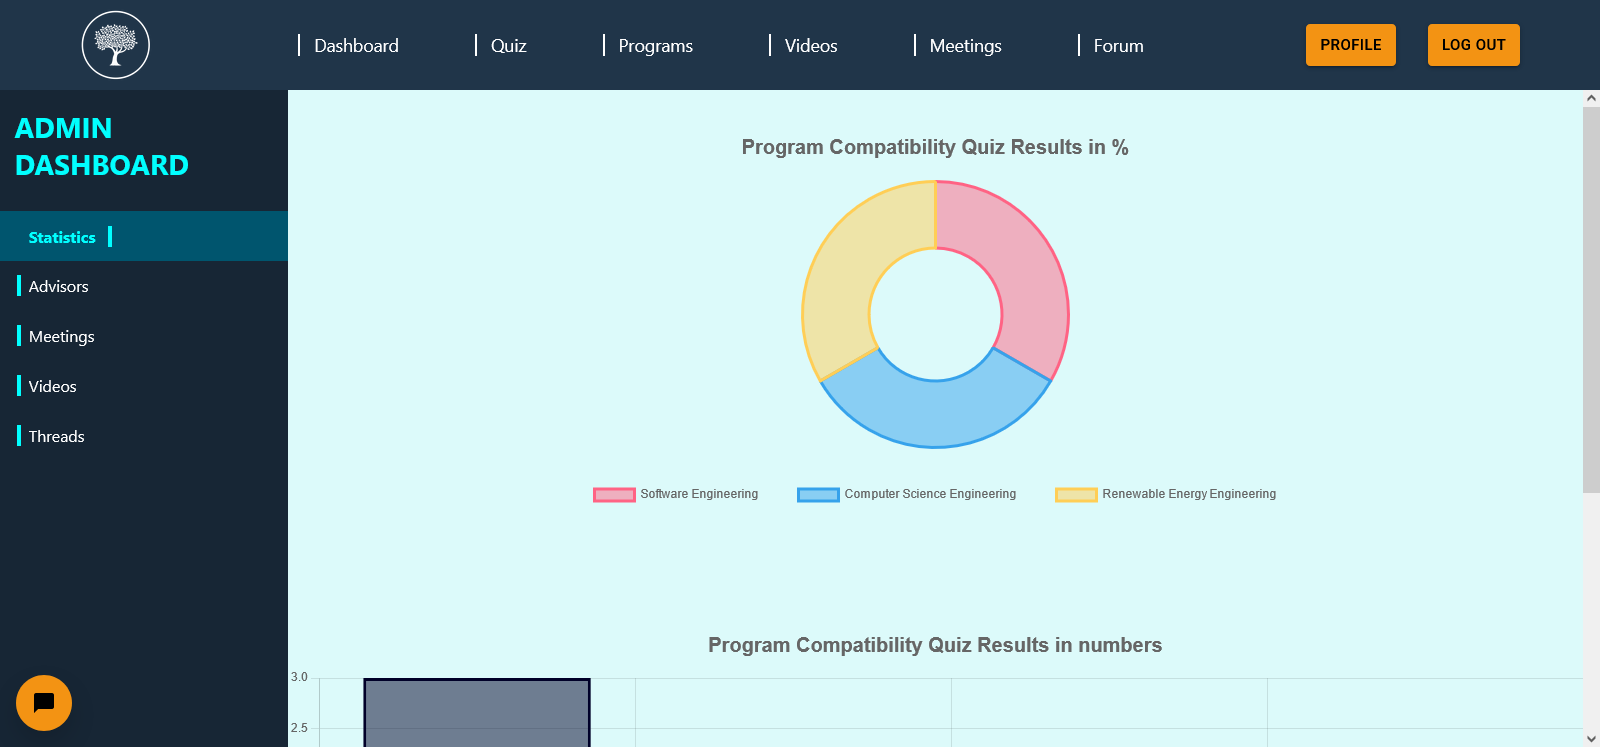 Dashboard
Quiz
Programs
Videos
Meetings
Forum
PROFILE
LOG OUT
ADMIN
DASHBOARD
Statistics
Advisors
Meetings
Videos
Threads
Program Compatibility Quiz Results in %
Software Engineering
Computer Science Engineering
Renewable Energy Engineering
Program Compatibility Quiz Results in numbers
3.0
2.5